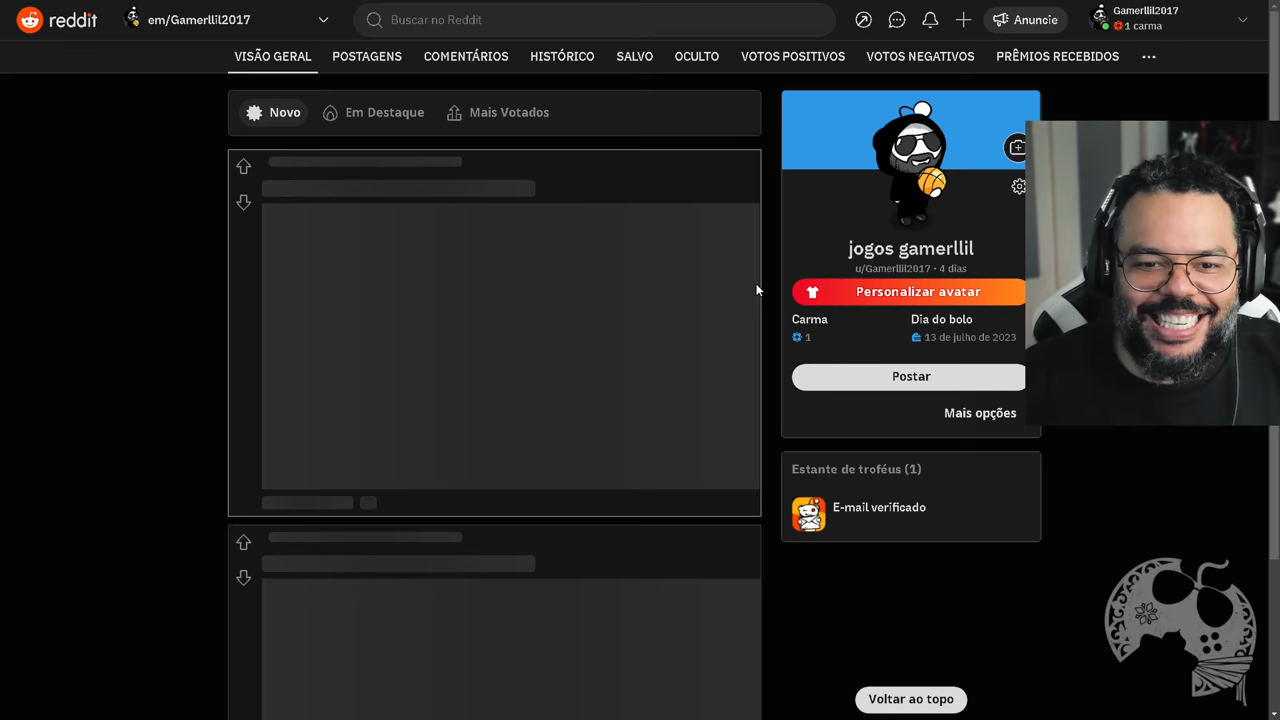 reddit
em/Gamerllil2017
Buscar no Reddit
Anuncie
Gamerllil2017
1 carma
VISÃO GERAL
POSTAGENS
COMENTÁRIOS
HISTÓRICO
SALVO
OCULTO
VOTOS POSITIVOS
VOTOS NEGATIVOS
PRÊMIOS RECEBIDOS
Novo
Em Destaque
Mais Votados
jogos gamerllil
u/Gamerllil2017 • 4 dias
Personalizar avatar
Carma
Dia do bolo
1
13 de julho de 2023
Postar
Mais opções
Estante de troféus (1)
E-mail verificado
Voltar ao topo